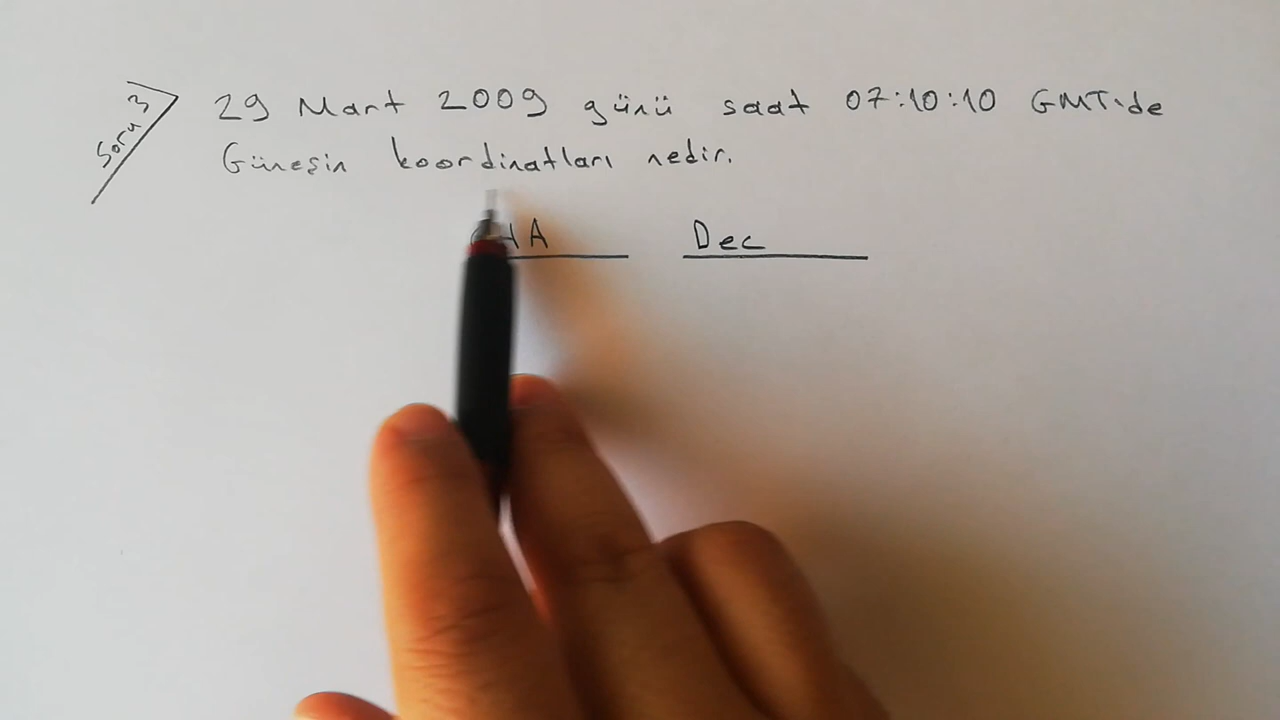 Soru 3
29 Mart 2009 günü saat 07:10:10 GMT'de
Güneşin koordinatları nedir.
Dec